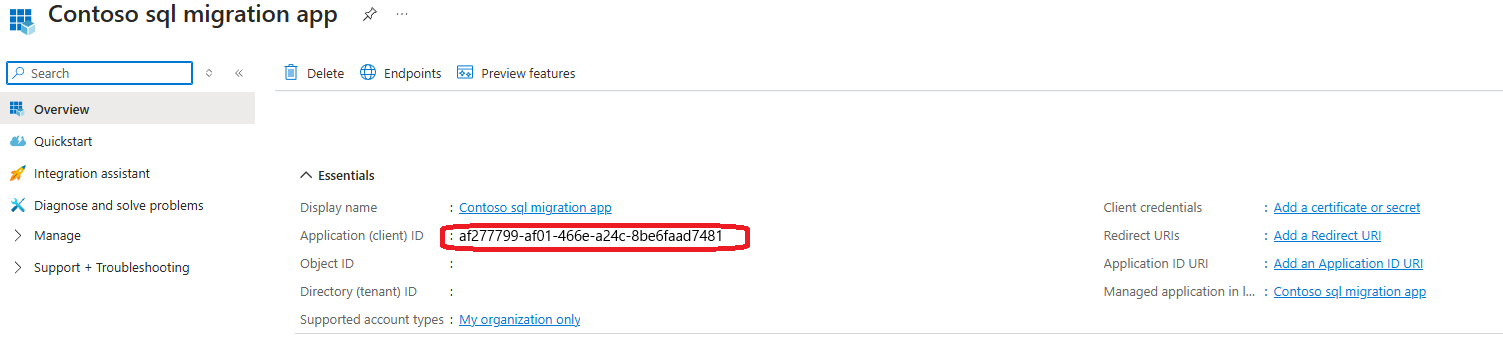 Contoso sql migration app
Search
Delete Endpoints Preview features
Overview
Quickstart
Integration assistant
Diagnose and solve problems
Manage
Support + Troubleshooting
Essentials
Display name : Contoso sql migration app
Application (client) ID : af277799-af01-466e-a24c-8be6faad7481
Object ID :
Directory (tenant) ID :
Supported account types : My organization only
Client credentials : Add a certificate or secret
Redirect URIs : Add a Redirect URI
Application ID URI : Add an Application ID URI
Managed application in l... : Contoso sql migration app